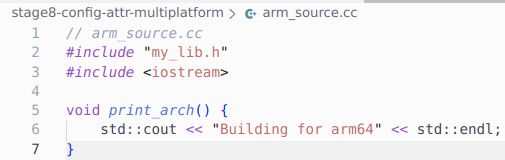 stage8-config-attr-multiplatform > arm_source.cc
1 // arm_source.cc
2 #include "my_lib.h"
3 #include <iostream>
4
5 void print_arch() {
6     std::cout << "Building for arm64" << std::endl;
7 }